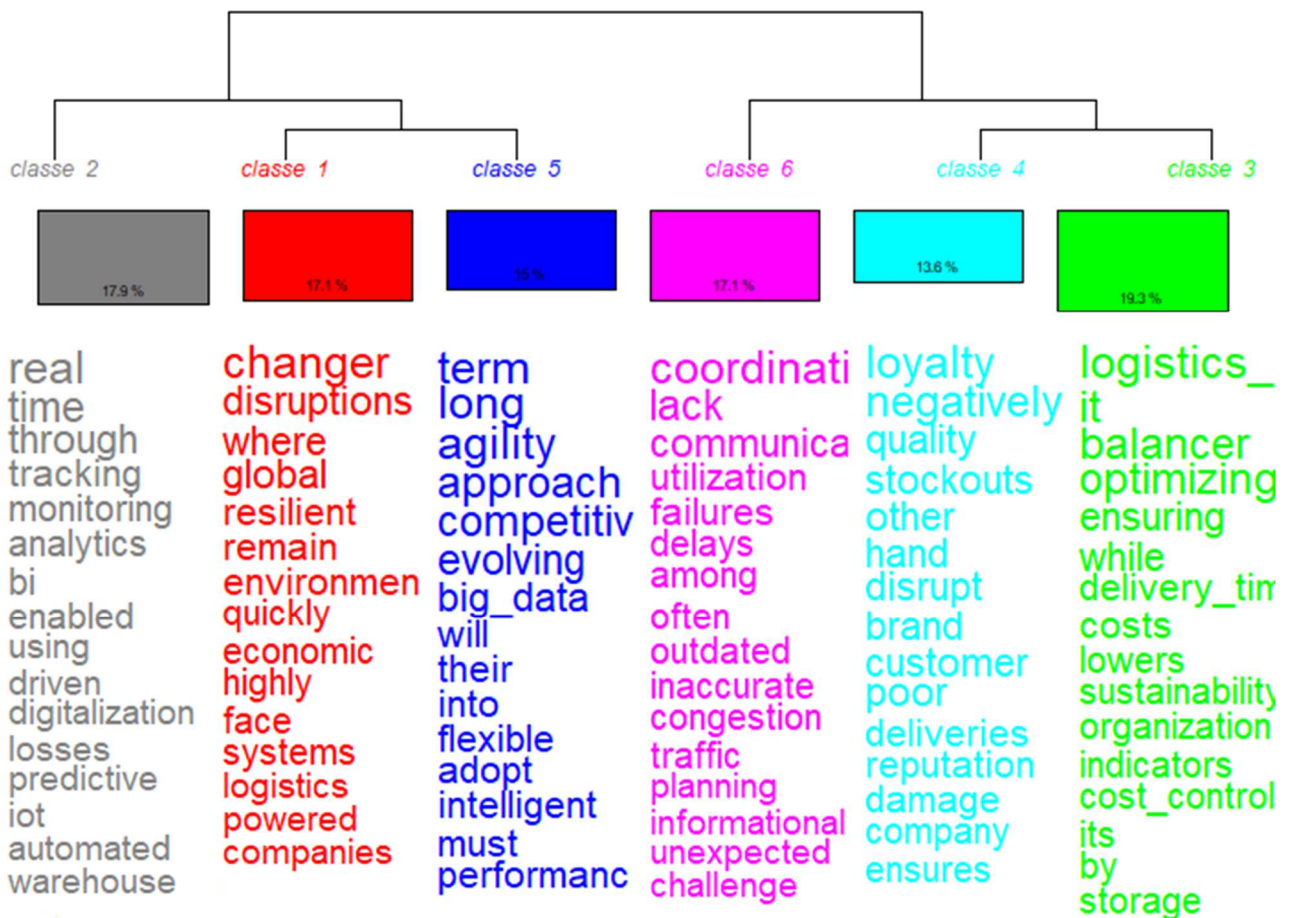 classe 2
classe 1
classe 5
classe 6
classe 4
classe 3
17.9 %
17.1 %
15 %
17.1 %
13.6 %
19.3 %
real
time
through
tracking
monitoring
analytics
bi
enabled
using
driven
digitalization
losses
predictive
iot
automated
warehouse
changer
disruptions
where
global
resilient
remain
environmen
quickly
economic
highly
face
systems
logistics
powered
companies
term
long
agility
approach
competitiv
evolving
big_data
will
their
into
flexible
adopt
intelligent
must
performanc
coordinati
lack
communica
utilization
failures
delays
among
often
outdated
inaccurate
congestion
traffic
planning
informational
unexpected
challenge
loyalty
negatively
quality
stockouts
other
hand
disrupt
brand
customer
poor
deliveries
reputation
damage
company
ensures
logistics_
it
balancer
optimizing
ensuring
while
delivery_tim
costs
lowers
sustainability
organization
indicators
cost_control
its
by
storage